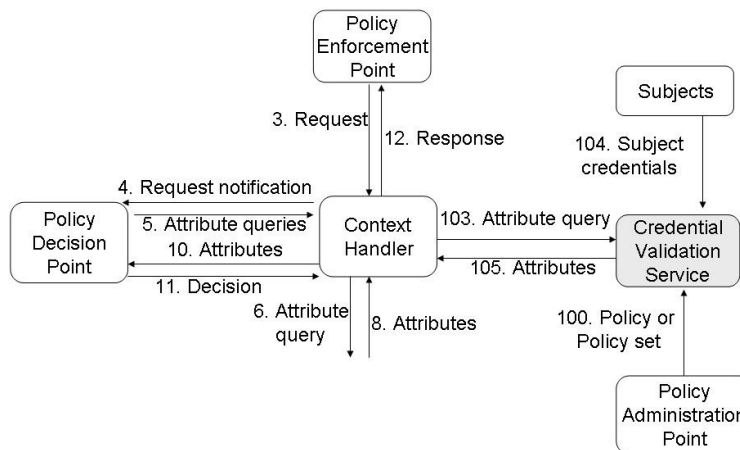 Policy
Enforcement
Point
Subjects
3. Request
12. Response
104. Subject
credentials
4. Request notification
Policy
Decision
Point
5. Attribute queries
10. Attributes
11. Decision
Context
Handler
103. Attribute query
105. Attributes
Credential
Validation
Service
6. Attribute
query
8. Attributes
100. Policy or
Policy set
Policy
Administration
Point